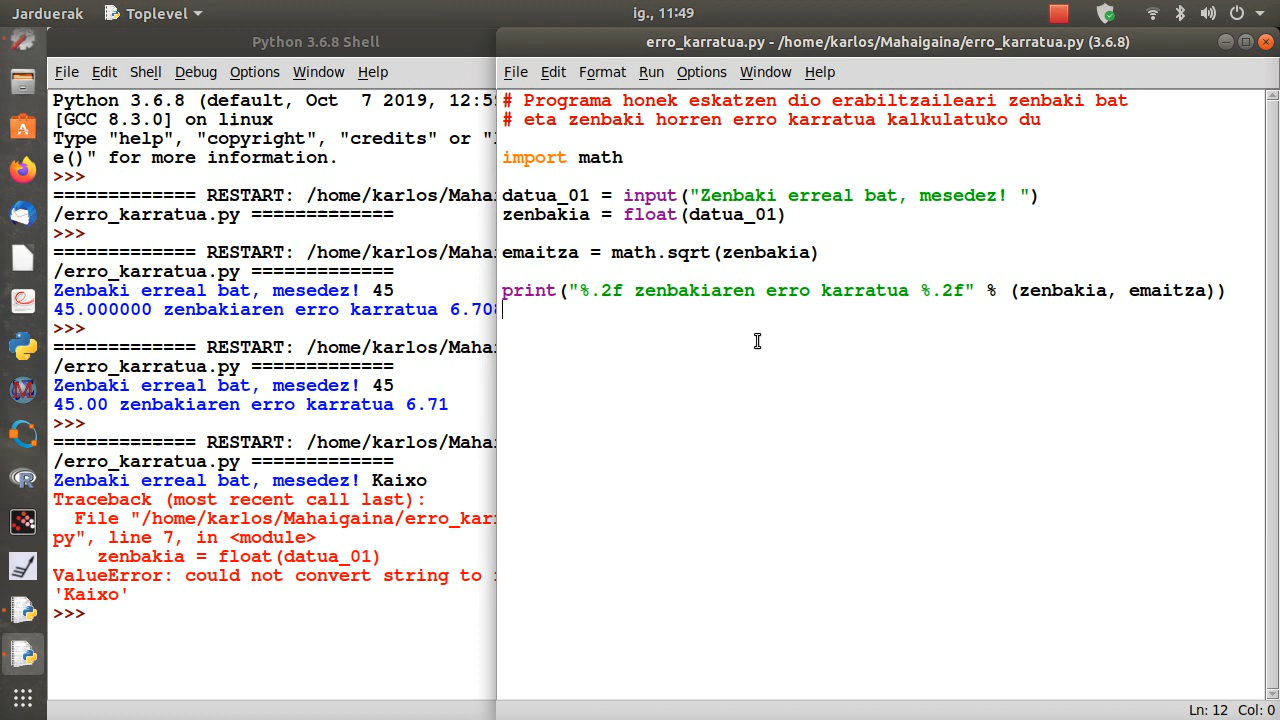 Jarduerak
Toplevel
ig., 11:49
Python 3.6.8 Shell
File Edit Shell Debug Options Window Help
Python 3.6.8 (default, Oct  7 2019, 12:5
[GCC 8.3.0] on linux
Type "help", "copyright", "credits" or "
e()" for more information.
>>>
============= RESTART: /home/karlos/Maha
/erro_karratua.py =============
>>>
============= RESTART: /home/karlos/Maha
/erro_karratua.py =============
Zenbaki erreal bat, mesedez! 45
45.000000 zenbakiaren erro karratua 6.708
>>>
============= RESTART: /home/karlos/Maha
/erro_karratua.py =============
Zenbaki erreal bat, mesedez! 45
45.00 zenbakiaren erro karratua 6.71
>>>
============= RESTART: /home/karlos/Maha
/erro_karratua.py =============
Zenbaki erreal bat, mesedez! Kaixo
Traceback (most recent call last):
  File "/home/karlos/Mahaigaina/erro_kar
py", line 7, in <module>
    zenbakia = float(datua_01)
ValueError: could not convert string to
'Kaixo'
>>>
erro_karratua.py - /home/karlos/Mahaigaina/erro_karratua.py (3.6.8)
File Edit Format Run Options Window Help
# Programa honek eskatzen dio erabiltzaileari zenbaki bat
# eta zenbaki horren erro karratua kalkulatuko du
import math
datua_01 = input("Zenbaki erreal bat, mesedez! ")
zenbakia = float(datua_01)
emaitza = math.sqrt(zenbakia)
print("%.2f zenbakiaren erro karratua %.2f" % (zenbakia, emaitza))
Ln: 12 Col: 0